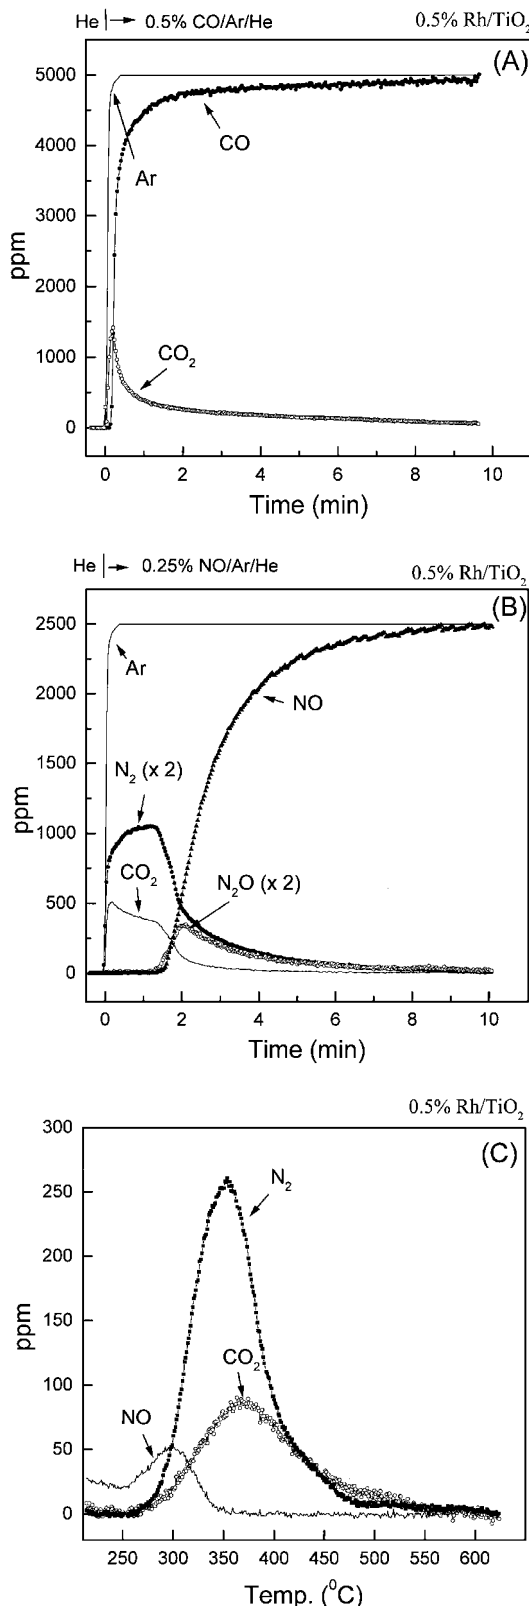 He → 0.5% CO/Ar/He 0.5% Rh/TiO₂
(A)
5000
4000
3000
2000
1000
0
ppm
Ar
CO
CO₂
0 2 4 6 8 10
Time (min)
He → 0.25% NO/Ar/He 0.5% Rh/TiO₂
(B)
2500
2000
1500
1000
500
0
ppm
Ar
NO
N₂ (x 2)
CO₂
N₂O (x 2)
0 2 4 6 8 10
Time (min)
0.5% Rh/TiO₂
(C)
300
250
200
150
100
50
0
ppm
N₂
CO₂
NO
250 300 350 400 450 500 550 600
Temp. (⁰C)